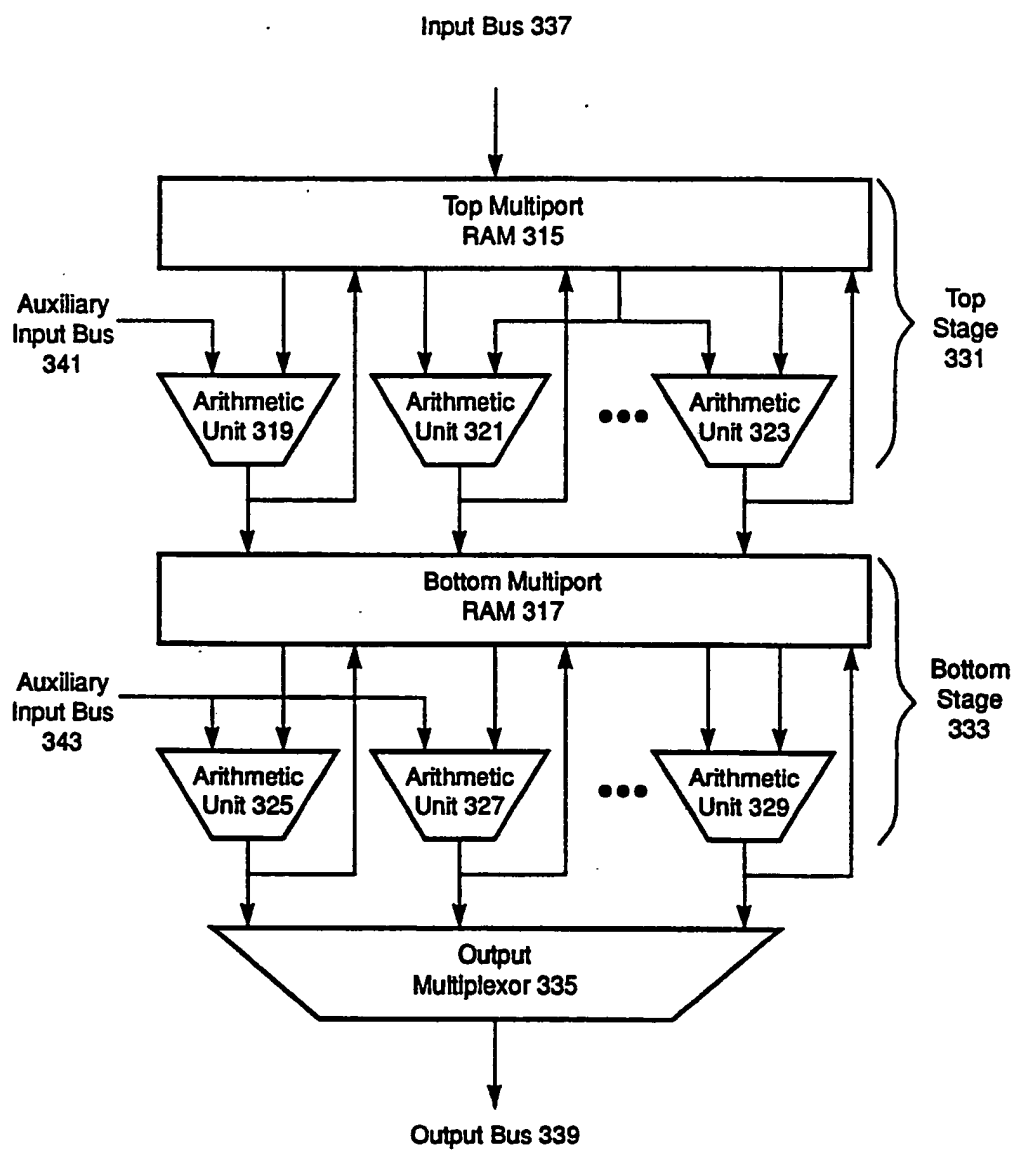 Input Bus 337
Top Multiport
RAM 315
Auxiliary
Input Bus
341
Top
Stage
331
Arithmetic
Unit 319
Arithmetic
Unit 321
Arithmetic
Unit 323
Bottom Multiport
RAM 317
Auxiliary
Input Bus
343
Bottom
Stage
333
Arithmetic
Unit 325
Arithmetic
Unit 327
Arithmetic
Unit 329
Output
Multiplexor 335
Output Bus 339